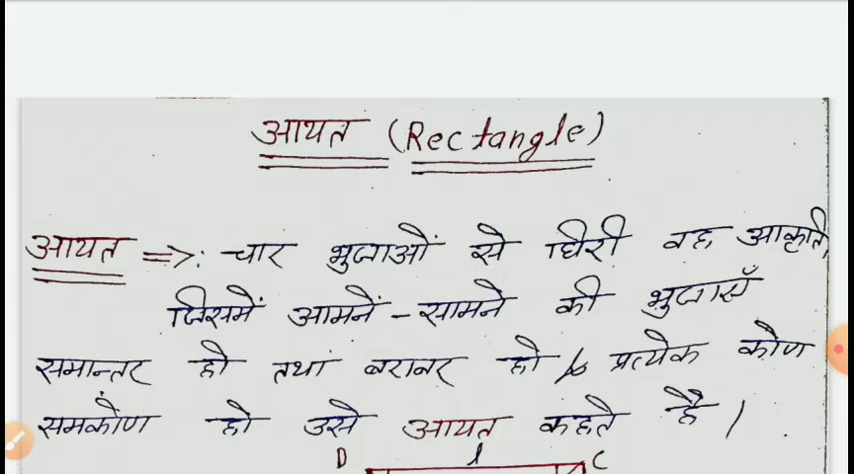 आयत (Rectangle)
आयत =>: चार भुजाओं से घिरी वह आकृति,
जिसमें आमनें-सामने की भुजाएँ
समान्तर हो तथां बराबर हो / प्रत्येक कोण
समकोण हो उसे आयत कहते है /
D l C